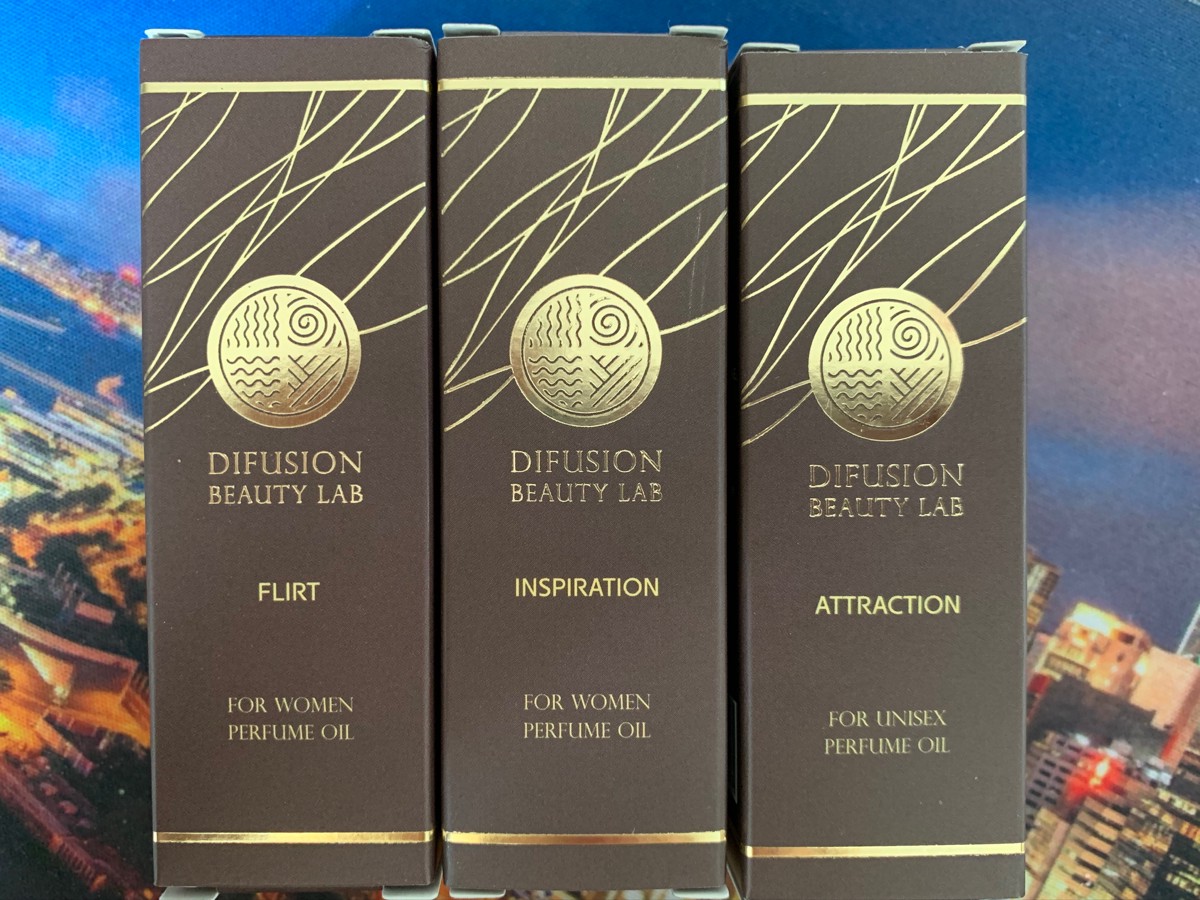 DIFUSION
BEAUTY LAB
FLIRT
FOR WOMEN
PERFUME OIL
DIFUSION
BEAUTY LAB
INSPIRATION
FOR WOMEN
PERFUME OIL
DIFUSION
BEAUTY LAB
ATTRACTION
FOR UNISEX
PERFUME OIL